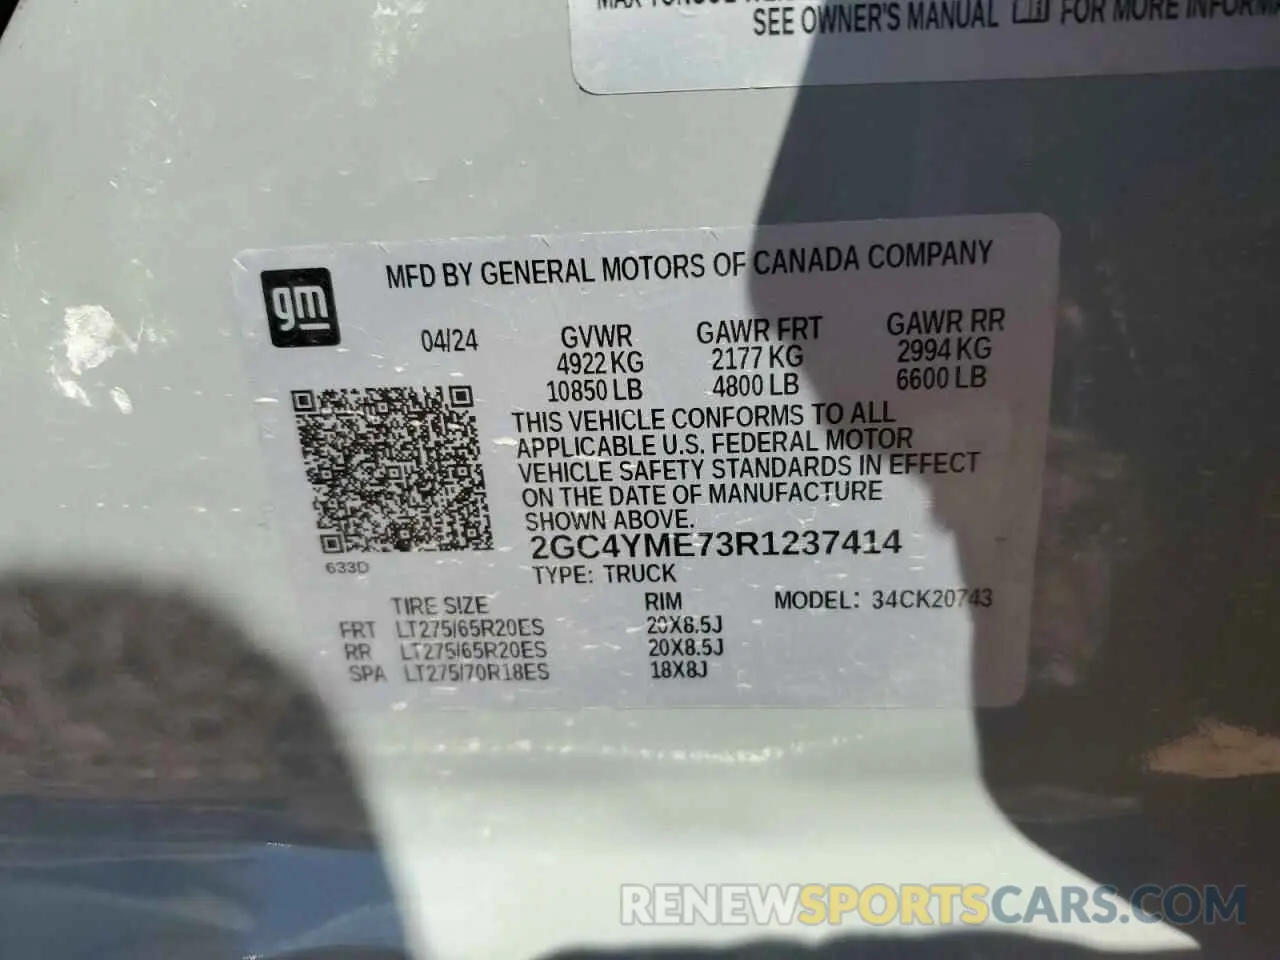 SEE OWNER'S MANUAL FOR MORE
gm
MFD BY GENERAL MOTORS OF CANADA COMPANY
04/24 GVWR GAWR FRT GAWR RR
4922 KG 2177 KG 2994 KG
10850 LB 4800 LB 6600 LB
THIS VEHICLE CONFORMS TO ALL
APPLICABLE U.S. FEDERAL MOTOR
VEHICLE SAFETY STANDARDS IN EFFECT
ON THE DATE OF MANUFACTURE
SHOWN ABOVE.
2GC4YME73R1237414
633D
TYPE: TRUCK
TIRE SIZE RIM MODEL: 34CK20743
FRT LT275/65R20ES 20X8.5J
RR LT275/65R20ES 20X8.5J
SPA LT275/70R18ES 18X8J
RENEWSPORTSCARS.COM